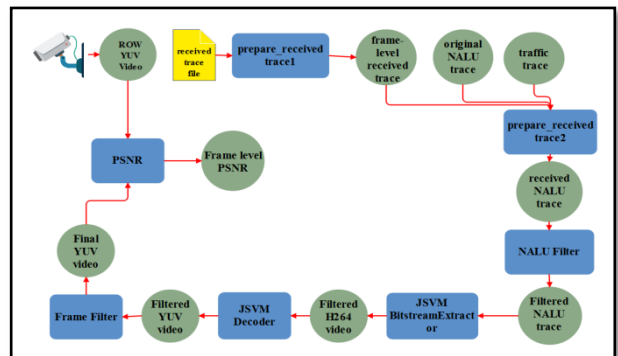 ROW
YUV
Video
received
trace
file
prepare_received
trace1
frame-
level
received
trace
original
NALU
trace
traffic
trace
prepare_received
trace2
PSNR
Frame level
PSNR
received
NALU
trace
Final
YUV
video
NALU Filter
Frame Filter
Filtered
YUV
video
JSVM
Decoder
Filtered
H264
video
JSVM
BitstreamExtract
or
Filtered
NALU
trace